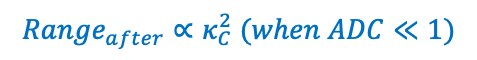 Range_after ∝ κ_C^2 (when ADC ≪ 1)